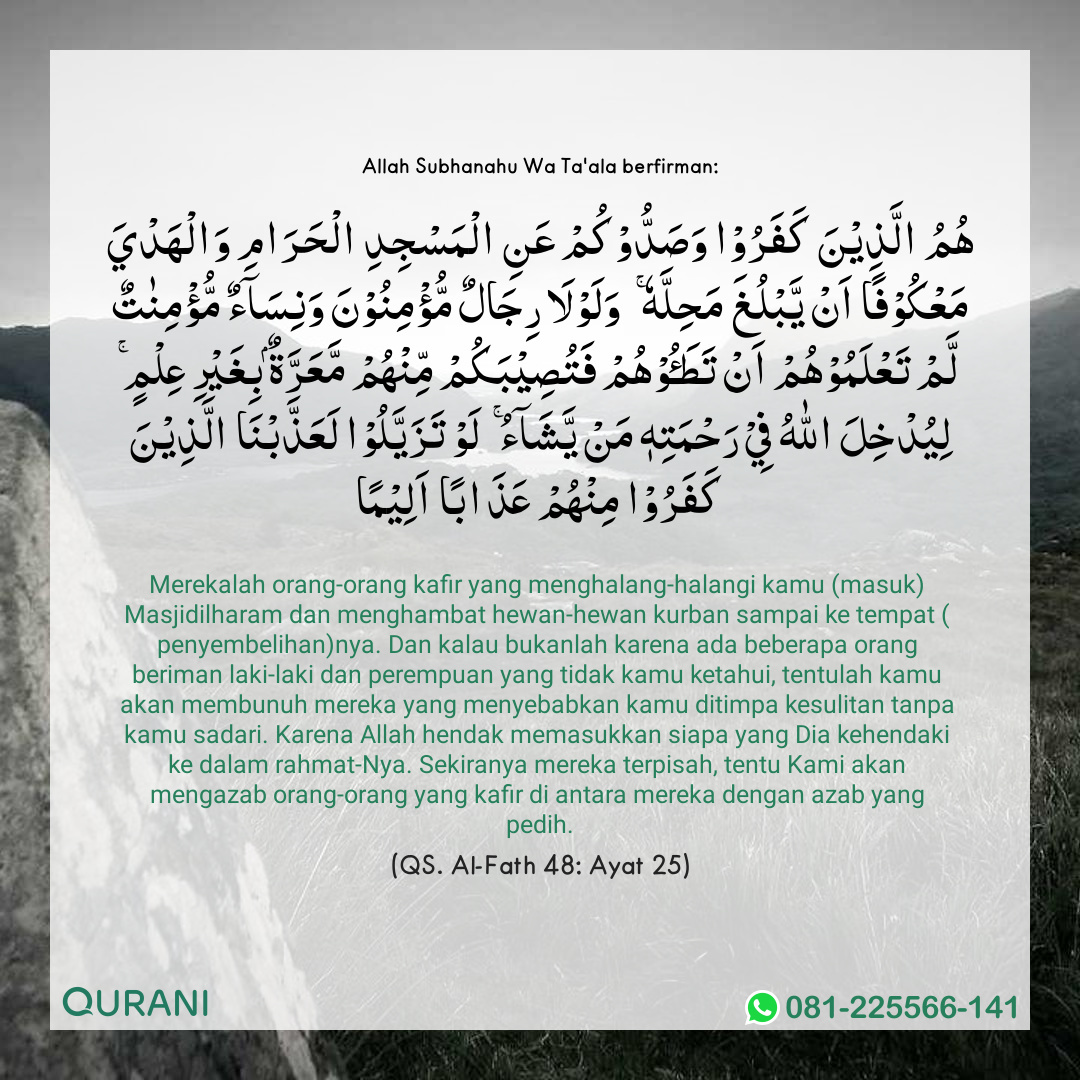 Allah Subhanahu Wa Ta'ala berfirman:
هُمُ الَّذِيْنَ كَفَرُوْا وَصَدُّوْكُمْ عَنِ الْمَسْجِدِ الْحَرَامِ وَالْهَدْيَ
مَعْكُوْفًا اَنْ يَّبْلُغَ مَحِلَّهٗ ۚ وَلَوْلَا رِجَالٌ مُّؤْمِنُوْنَ وَنِسَآءٌ مُّؤْمِنٰتٌ
لَّمْ تَعْلَمُوْهُمْ اَنْ تَطَـئُوْهُمْ فَتُصِيْبَكُمْ مِّنْهُمْ مَّعَرَّةٌ ۢ بِغَيْرِ عِلْمٍ ۚ
لِيُدْخِلَ اللّٰهُ فِيْ رَحْمَتِهٖ مَنْ يَّشَآءُ ۚ لَوْ تَزَيَّلُوْا لَعَذَّبْنَا الَّذِيْنَ
كَفَرُوْا مِنْهُمْ عَذَابًا اَلِيْمًا
Merekalah orang-orang kafir yang menghalang-halangi kamu (masuk)
Masjidilharam dan menghambat hewan-hewan kurban sampai ke tempat (
penyembelihan)nya. Dan kalau bukanlah karena ada beberapa orang
beriman laki-laki dan perempuan yang tidak kamu ketahui, tentulah kamu
akan membunuh mereka yang menyebabkan kamu ditimpa kesulitan tanpa
kamu sadari. Karena Allah hendak memasukkan siapa yang Dia kehendaki
ke dalam rahmat-Nya. Sekiranya mereka terpisah, tentu Kami akan
mengazab orang-orang yang kafir di antara mereka dengan azab yang
pedih.
(QS. Al-Fath 48: Ayat 25)
QURANI
081-225566-141